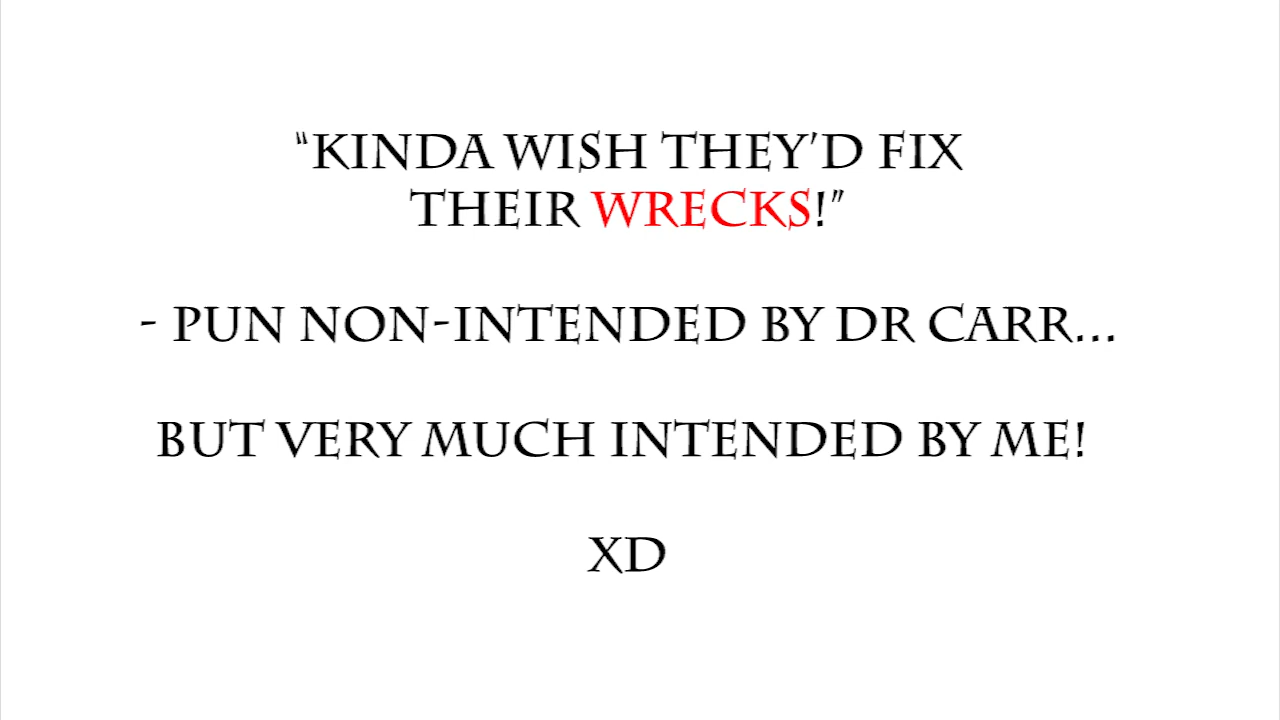 “KINDA WISH THEY’D FIX
THEIR WRECKS!”
- PUN NON-INTENDED BY DR CARR...
BUT VERY MUCH INTENDED BY ME!
XD